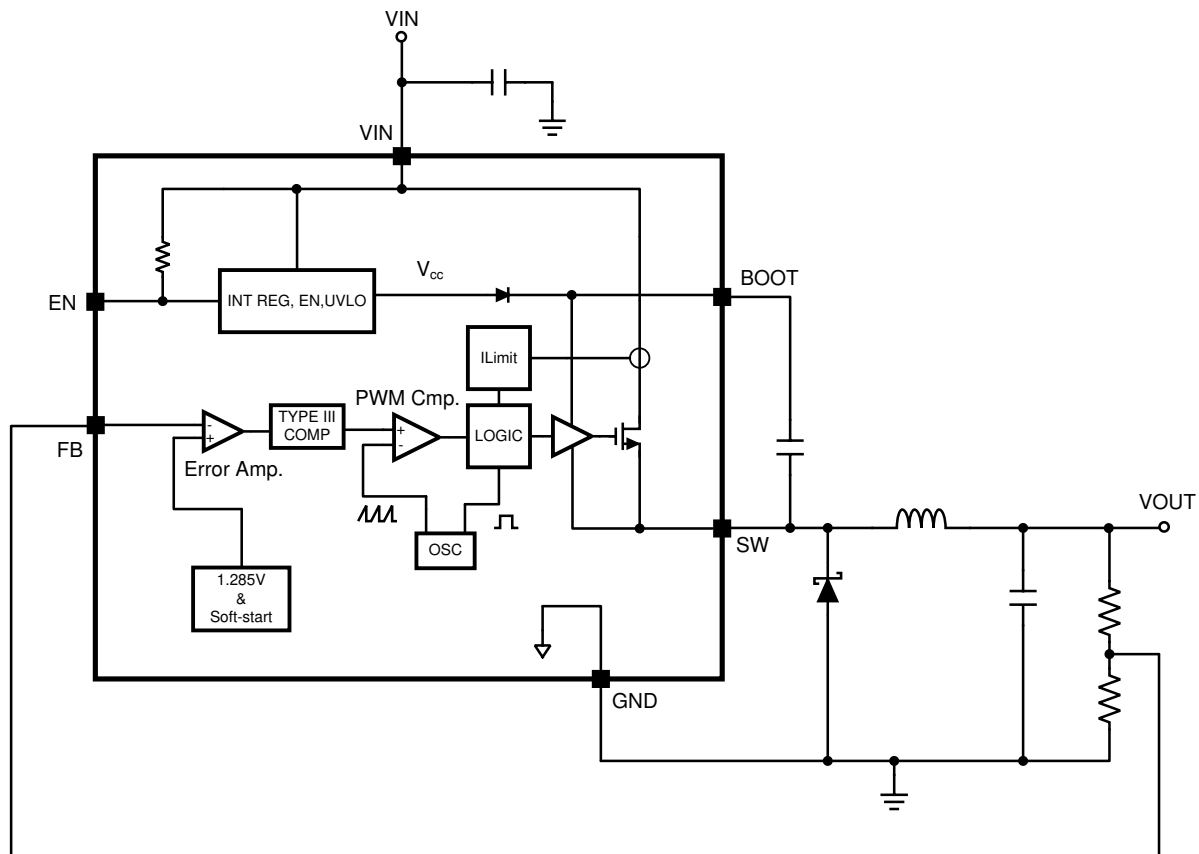 VIN
VIN
BOOT
V_cc
EN
INT REG, EN,UVLO
ILimit
PWM Cmp.
TYPE III
COMP
LOGIC
FB
Error Amp.
-
+
+
-
VOUT
SW
OSC
1.285V
&
Soft-start
GND